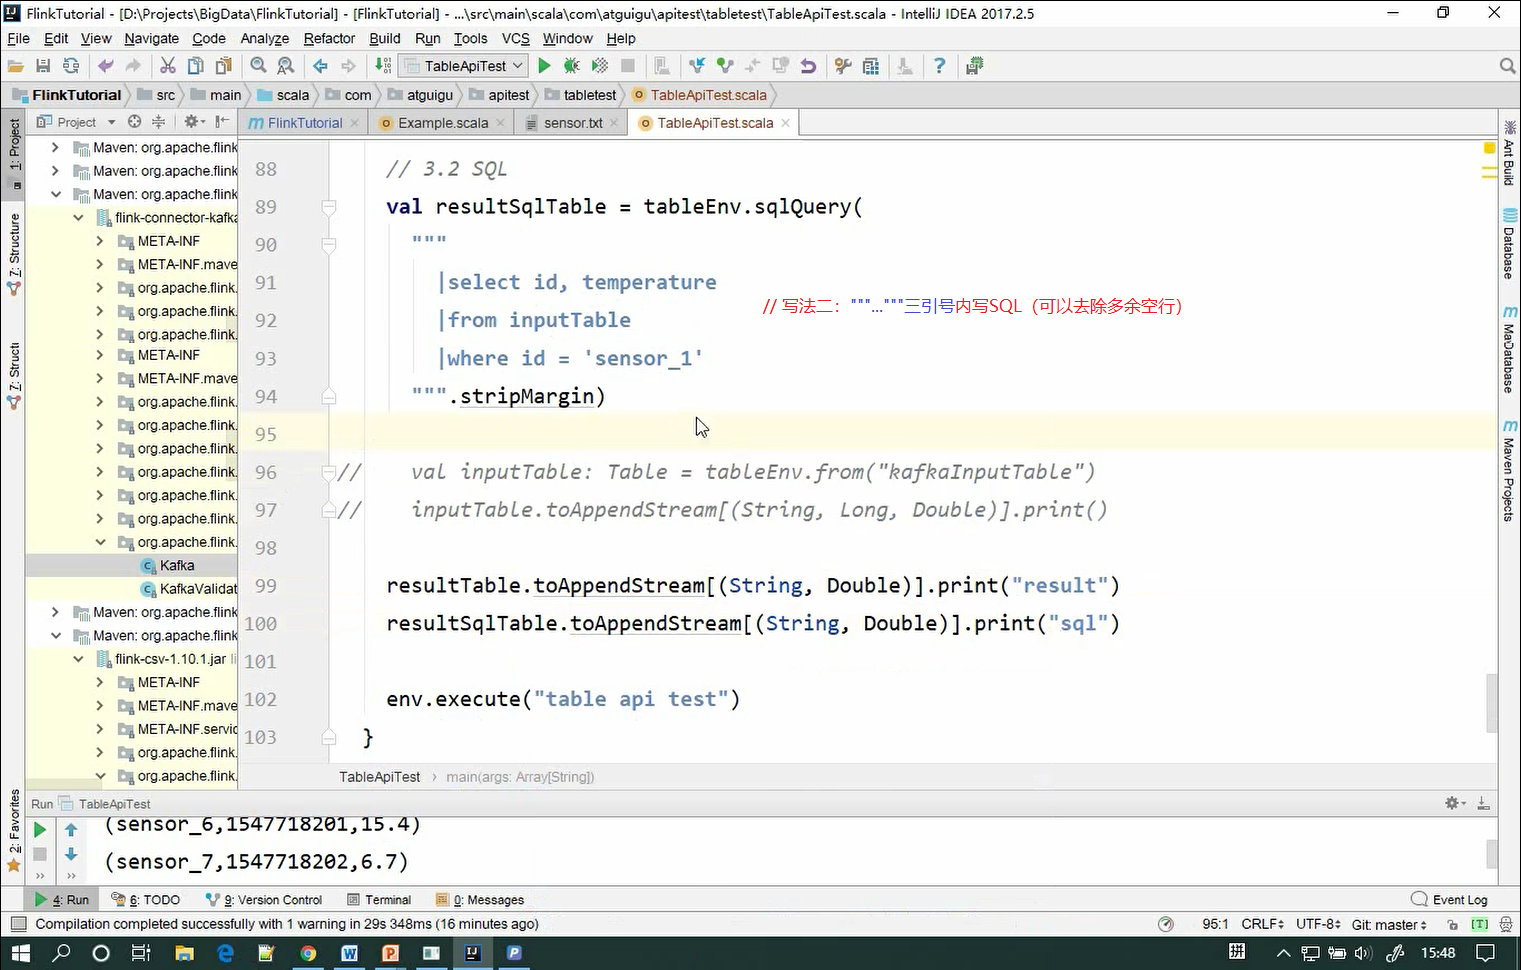 FlinkTutorial - [D:\Projects\BigData\FlinkTutorial] - [FlinkTutorial] - ...\src\main\scala\com\atguigu\apitest\tabletest\TableApiTest.scala - IntelliJ IDEA 2017.2.5
File Edit View Navigate Code Analyze Refactor Build Run Tools VCS Window Help
TableApiTest
FlinkTutorial src main scala com atguigu apitest tabletest TableApiTest.scala
Project
FlinkTutorial Example.scala sensor.txt TableApiTest.scala
1: Project
7: Structure
7: Structi
2: Favorites
Maven: org.apache.flink
Maven: org.apache.flink
Maven: org.apache.flink
flink-connector-kafka
META-INF
META-INF.mave
org.apache.flink.
org.apache.flink.
org.apache.flink.
META-INF
META-INF.mave
org.apache.flink.
org.apache.flink.
org.apache.flink.
org.apache.flink.
org.apache.flink.
org.apache.flink.
org.apache.flink.
Kafka
KafkaValidat
Maven: org.apache.flink
Maven: org.apache.flink
flink-csv-1.10.1.jar li
META-INF
META-INF.mave
META-INF.servic
org.apache.flink.
org.apache.flink.
88 // 3.2 SQL
89 val resultSqlTable = tableEnv.sqlQuery(
90 """
91 |select id, temperature
// 写法二："""..."""三引号内写SQL（可以去除多余空行）
92 |from inputTable
93 |where id = 'sensor_1'
94 """.stripMargin)
95
96 // val inputTable: Table = tableEnv.from("kafkaInputTable")
97 // inputTable.toAppendStream[(String, Long, Double)].print()
98
99 resultTable.toAppendStream[(String, Double)].print("result")
100 resultSqlTable.toAppendStream[(String, Double)].print("sql")
101
102 env.execute("table api test")
103 }
TableApiTest › main(args: Array[String])
Ant Build
Database
MavDatabase
Maven Projects
Run TableApiTest
(sensor_6,1547718201,15.4)
(sensor_7,1547718202,6.7)
4: Run 6: TODO 9: Version Control Terminal 0: Messages Event Log
Compilation completed successfully with 1 warning in 29s 348ms (16 minutes ago) 95:1 CRLF UTF-8 Git: master [T]
15:48